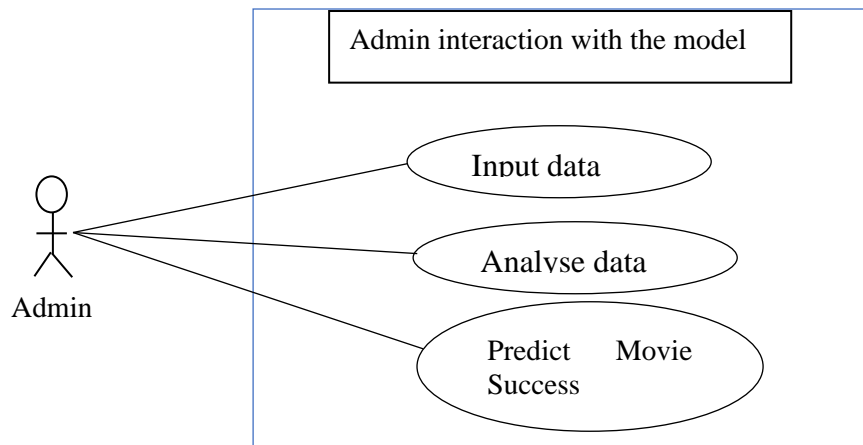 Admin interaction with the model
Input data
Analyse data
Admin
Predict Movie
Success